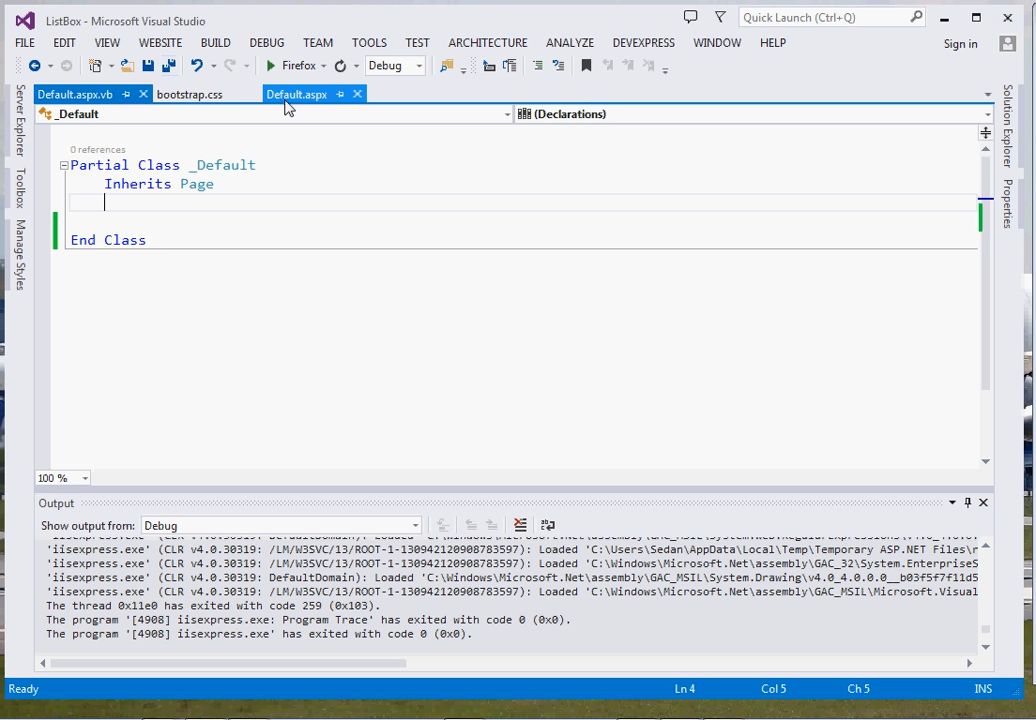 ListBox - Microsoft Visual Studio
Quick Launch (Ctrl+Q)
FILE EDIT VIEW WEBSITE BUILD DEBUG TEAM TOOLS TEST ARCHITECTURE ANALYZE DEVEXPRESS WINDOW HELP
Sign in
Firefox
Debug
Default.aspx.vb
bootstrap.css
Default.aspx
Server Explorer
Toolbox
Manage Styles
Solution Explorer
Properties
_Default
(Declarations)
0 references
Partial Class _Default
Inherits Page
End Class
100 %
Output
Show output from: Debug
'iisexpress.exe' (CLR v4.0.30319: /LM/W3SVC/13/ROOT-1-130942120908783597): Loaded 'C:\Users\Sedan\AppData\Local\Temp\Temporary ASP.NET Files\r
'iisexpress.exe' (CLR v4.0.30319: /LM/W3SVC/13/ROOT-1-130942120908783597): Loaded 'C:\Windows\Microsoft.Net\assembly\GAC_32\System.EnterpriseS
'iisexpress.exe' (CLR v4.0.30319: DefaultDomain): Loaded 'C:\Windows\Microsoft.Net\assembly\GAC_MSIL\System.Drawing\v4.0_4.0.0.0__b03f5f7f11d5
'iisexpress.exe' (CLR v4.0.30319: /LM/W3SVC/13/ROOT-1-130942120908783597): Loaded 'C:\Windows\Microsoft.Net\assembly\GAC_MSIL\Microsoft.Visual
The thread 0x11e0 has exited with code 259 (0x103).
The program '[4908] iisexpress.exe: Program Trace' has exited with code 0 (0x0).
The program '[4908] iisexpress.exe' has exited with code 0 (0x0).
Ready
Ln 4
Col 5
Ch 5
INS